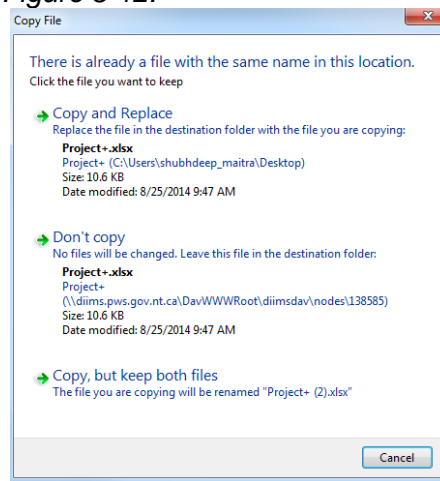 Copy File
There is already a file with the same name in this location.
Click the file you want to keep
Copy and Replace
Replace the file in the destination folder with the file you are copying:
Project+.xlsx
Project+ (C:\Users\shubhdeep_maitra\Desktop)
Size: 10.6 KB
Date modified: 8/25/2014 9:47 AM
Don't copy
No files will be changed. Leave this file in the destination folder:
Project+.xlsx
Project+
(\\diims.pws.gov.nt.ca\DavWWWRoot\diimsdav\nodes\138585)
Size: 10.6 KB
Date modified: 8/25/2014 9:47 AM
Copy, but keep both files
The file you are copying will be renamed "Project+ (2).xlsx"
Cancel